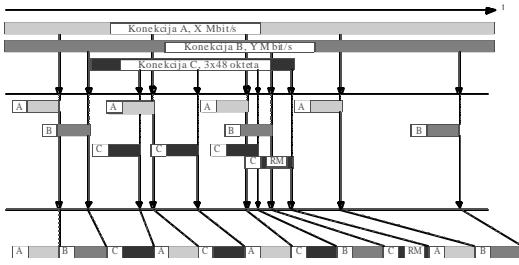 t
Konekcija A, X Mbit/s
Konekcija B, Y Mbit/s
Konekcija C, 3x48 okteta
A A A A
B B B
C C C
C RM
A B C A C A C B C RM A B